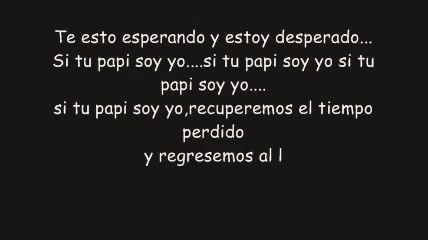 Te esto esperando y estoy desperado...
Si tu papi soy yo....si tu papi soy yo si tu
papi soy yo....
si tu papi soy yo,recuperemos el tiempo
perdido
y regresemos al l